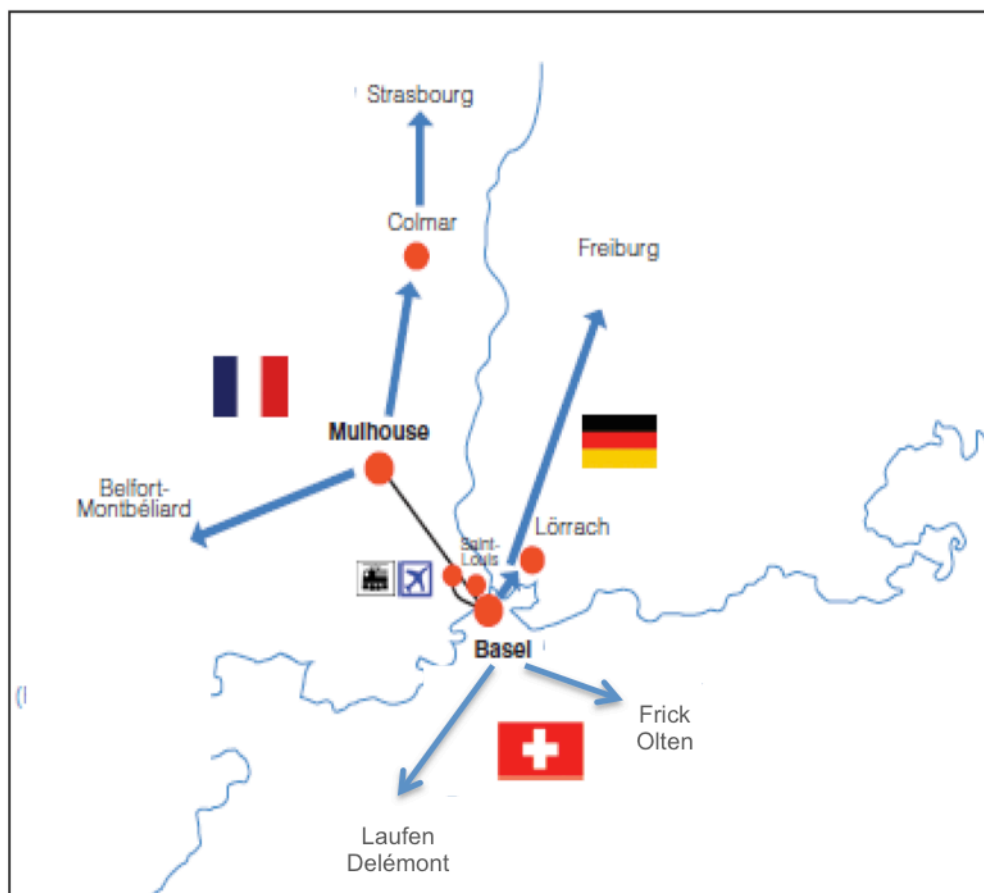 Strasbourg
Colmar
Freiburg
Mulhouse
Belfort-
Montbéliard
Lörrach
Saint-
Louis
Basel
Frick
Olten
Laufen
Delémont